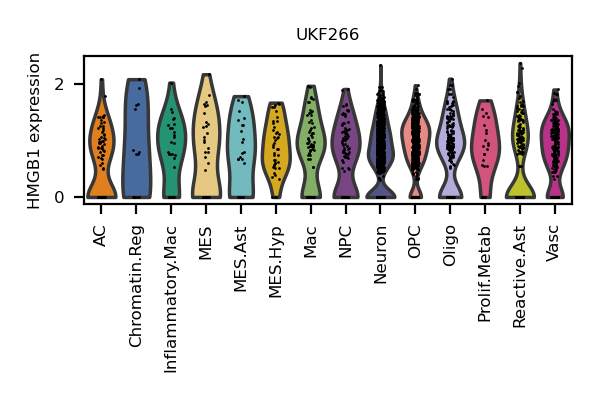 UKF266
HMGB1 expression
2
0
AC
Chromatin.Reg
Inflammatory.Mac
MES
MES.Ast
MES.Hyp
Mac
NPC
Neuron
OPC
Oligo
Prolif.Metab
Reactive.Ast
Vasc